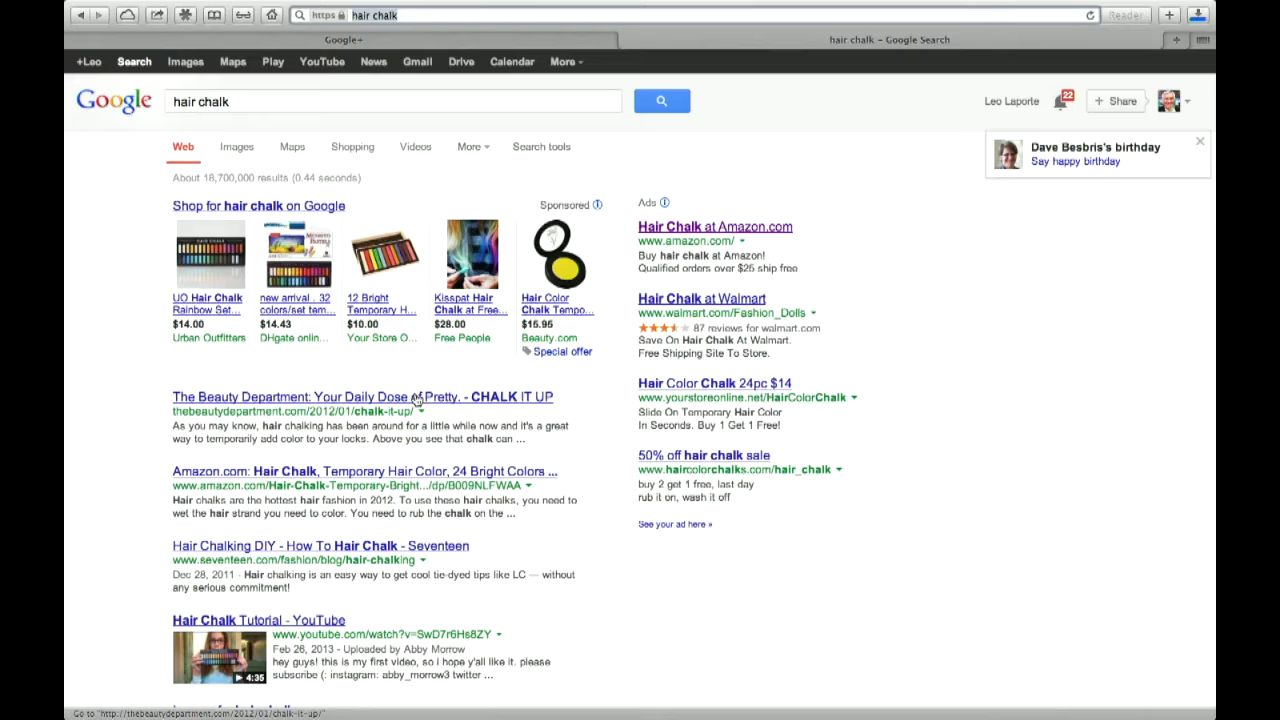 https hair chalk Reader
Google+ hair chalk – Google Search
+Leo Search Images Maps Play YouTube News Gmail Drive Calendar More
Google hair chalk Leo Laporte 22 + Share
Web Images Maps Shopping Videos More Search tools
Dave Besbris's birthday
Say happy birthday
About 18,700,000 results (0.44 seconds)
Shop for hair chalk on Google Sponsored
UO Hair Chalk
Rainbow Set...
$14.00
Urban Outfitters
new arrival . 32
colors/set tem...
$14.43
DHgate onlin...
12 Bright
Temporary H...
$10.00
Your Store O...
Kisspat Hair
Chalk at Free...
$28.00
Free People
Hair Color
Chalk Tempo...
$15.95
Beauty.com
Special offer
The Beauty Department: Your Daily Dose of Pretty. - CHALK IT UP
thebeautydepartment.com/2012/01/chalk-it-up/
As you may know, hair chalking has been around for a little while now and it's a great
way to temporarily add color to your locks. Above you see that chalk can ...
Amazon.com: Hair Chalk, Temporary Hair Color, 24 Bright Colors ...
www.amazon.com/Hair-Chalk-Temporary-Bright.../dp/B009NLFWAA
Hair chalks are the hottest hair fashion in 2012. To use these hair chalks, you need to
wet the hair strand you need to color. You need to rub the chalk on the ...
Hair Chalking DIY - How To Hair Chalk - Seventeen
www.seventeen.com/fashion/blog/hair-chalking
Dec 28, 2011 - Hair chalking is an easy way to get cool tie-dyed tips like LC — without
any serious commitment!
Hair Chalk Tutorial - YouTube
www.youtube.com/watch?v=SwD7r6Hs8ZY
Feb 26, 2013 - Uploaded by Abby Morrow
hey guys! this is my first video, so i hope y'all like it. please
subscribe (: instagram: abby_morrow3 twitter ...
4:35
Ads
Hair Chalk at Amazon.com
www.amazon.com/
Buy hair chalk at Amazon!
Qualified orders over $25 ship free
Hair Chalk at Walmart
www.walmart.com/Fashion_Dolls
87 reviews for walmart.com
Save On Hair Chalk At Walmart.
Free Shipping Site To Store.
Hair Color Chalk 24pc $14
www.yourstoreonline.net/HairColorChalk
Slide On Temporary Hair Color
In Seconds. Buy 1 Get 1 Free!
50% off hair chalk sale
www.haircolorchalks.com/hair_chalk
buy 2 get 1 free, last day
rub it on, wash it off
See your ad here »
Go to "http://thebeautydepartment.com/2012/01/chalk-it-up/"